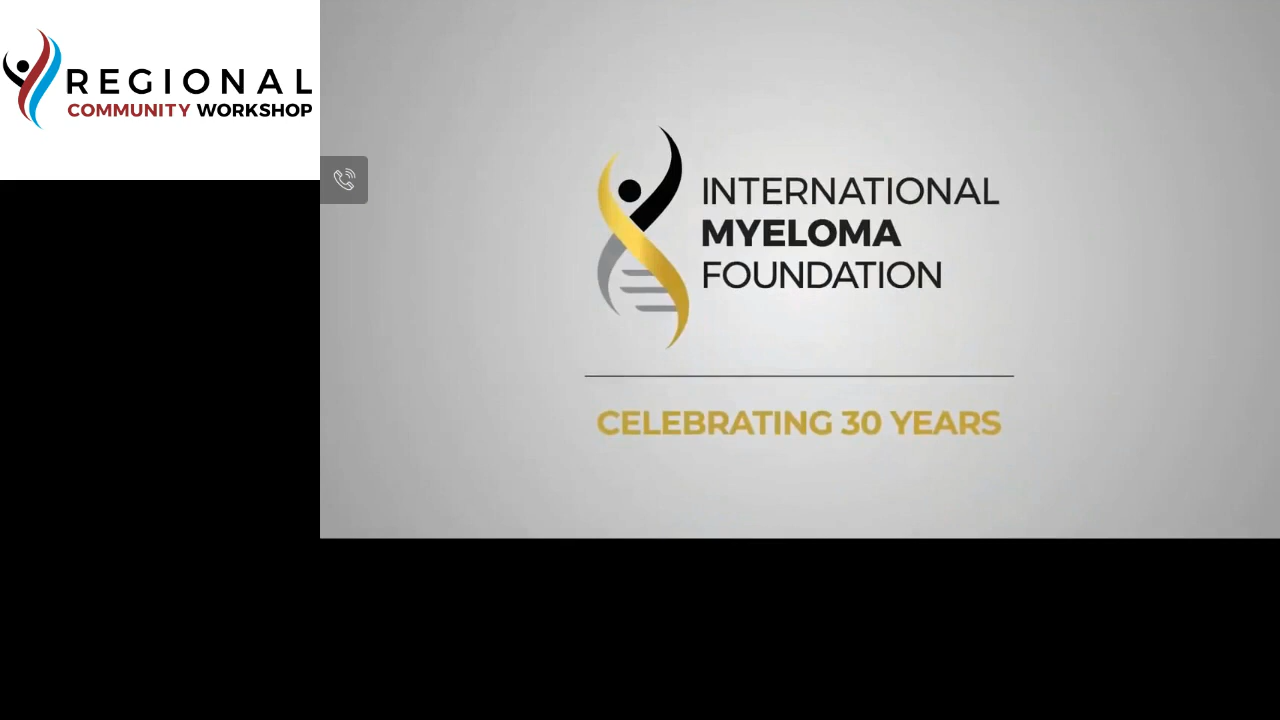 REGIONAL
COMMUNITY WORKSHOP
INTERNATIONAL
MYELOMA
FOUNDATION
CELEBRATING 30 YEARS